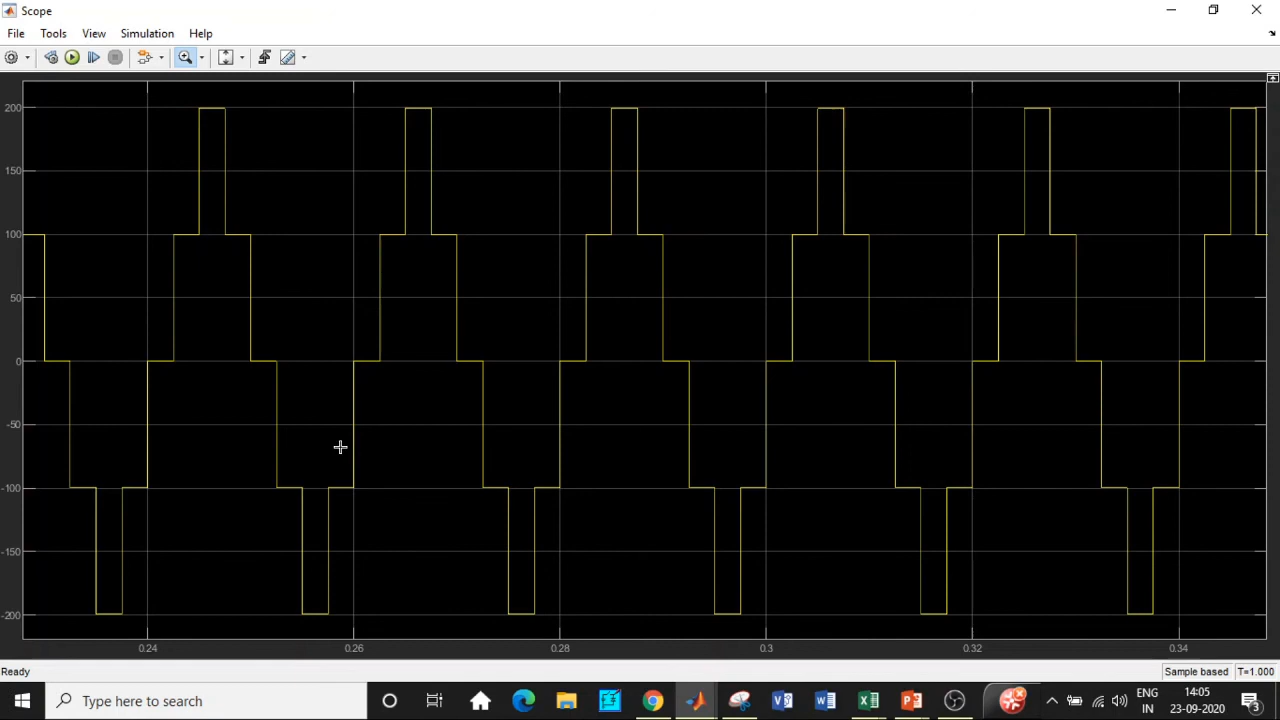 Scope
File Tools View Simulation Help
200
150
100
50
0
-50
-100
-150
-200
0.24 0.26 0.28 0.3 0.32 0.34
Ready Sample based T=1.000
Type here to search
ENG 14:05
IN 23-09-2020 3